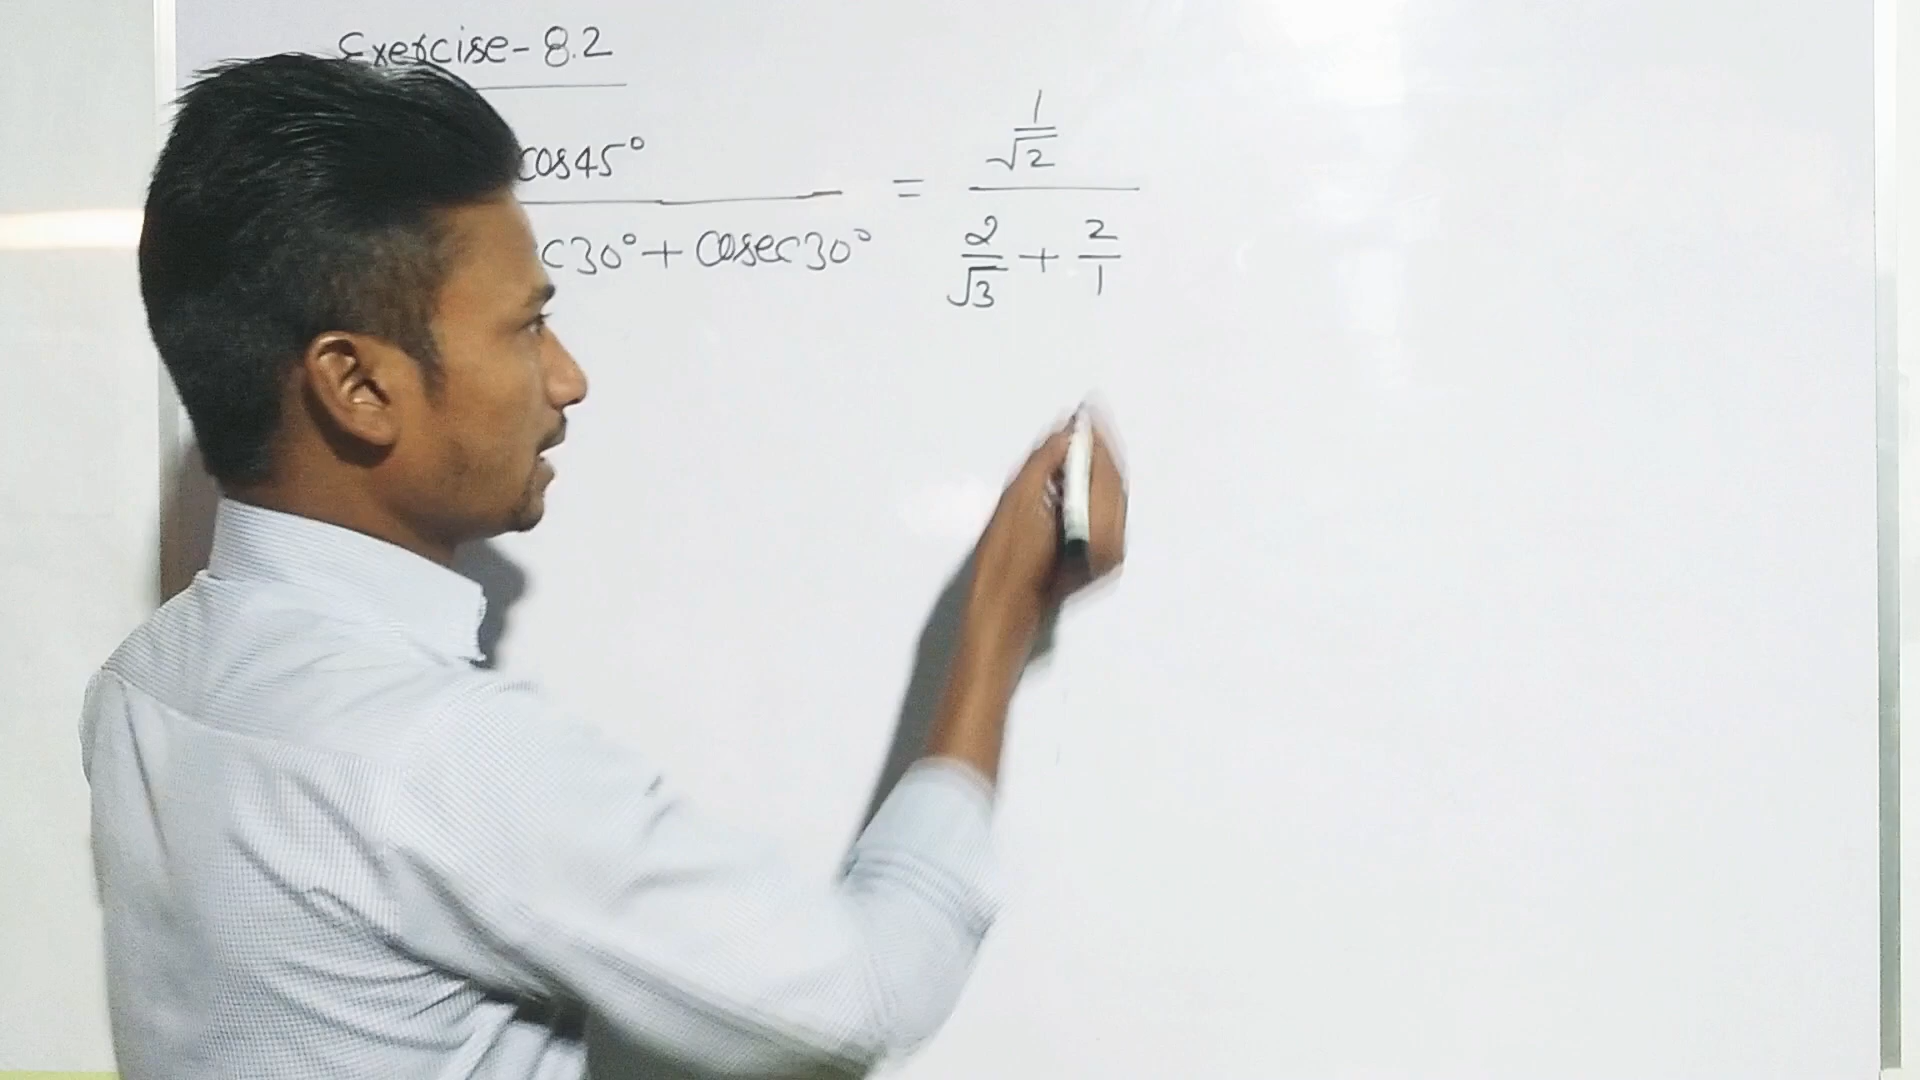 Exercise-8.2
cos45° = 1/√2
c30° + cosec30° 2/√3 + 2/1